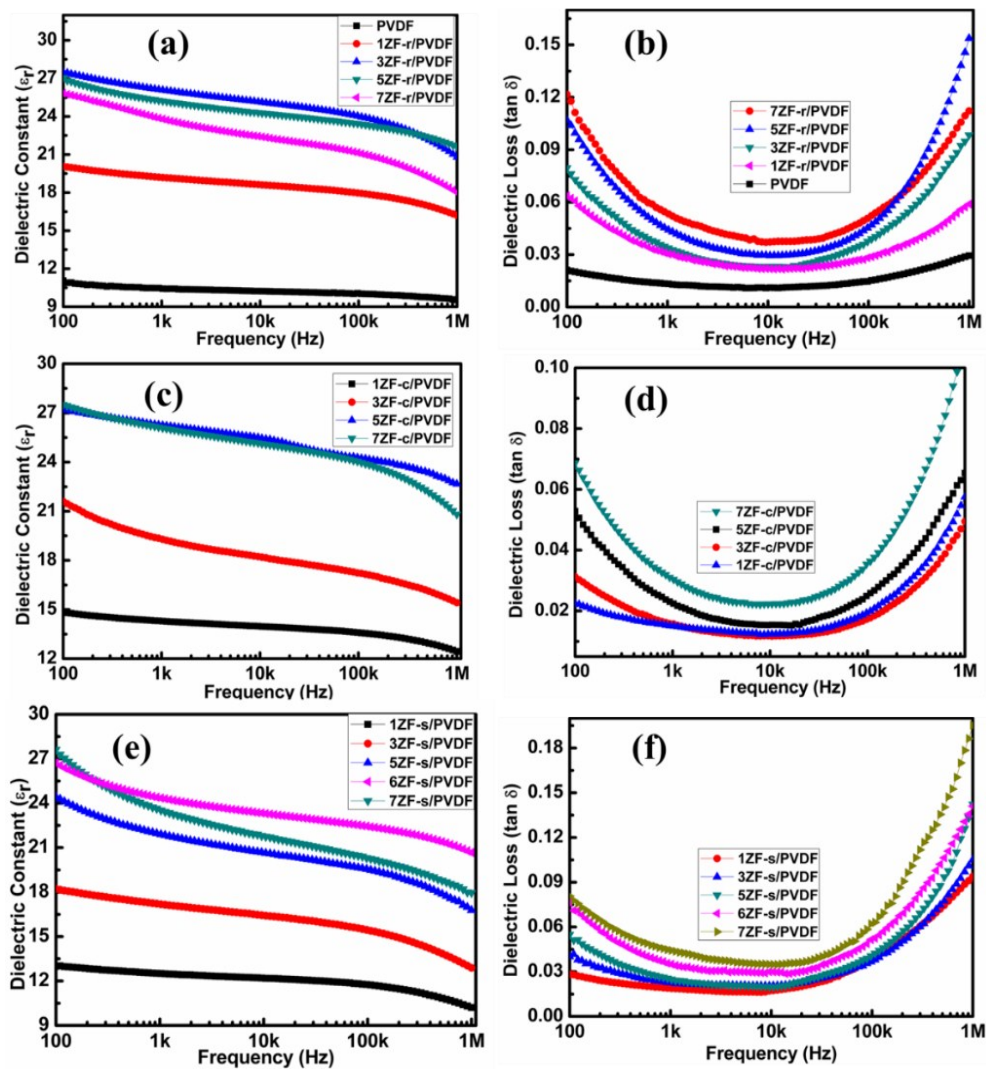 (a)
PVDF
1ZF-r/PVDF
3ZF-r/PVDF
5ZF-r/PVDF
7ZF-r/PVDF
Dielectric Constant (εr)
33
30
27
24
21
18
15
12
9
100 1k 10k 100k 1M
Frequency (Hz)
(b)
7ZF-r/PVDF
5ZF-r/PVDF
3ZF-r/PVDF
1ZF-r/PVDF
PVDF
Dielectric Loss (tan δ)
0.15
0.12
0.09
0.06
0.03
0.00
100 1k 10k 100k 1M
Frequency (Hz)
(c)
1ZF-c/PVDF
3ZF-c/PVDF
5ZF-c/PVDF
7ZF-c/PVDF
Dielectric Constant (εr)
30
27
24
21
18
15
12
100 1k 10k 100k 1M
Frequency (Hz)
(d)
7ZF-c/PVDF
5ZF-c/PVDF
3ZF-c/PVDF
1ZF-c/PVDF
Dielectric Loss (tan δ)
0.10
0.08
0.06
0.04
0.02
100 1k 10k 100k 1M
Frequency (Hz)
(e)
1ZF-s/PVDF
3ZF-s/PVDF
5ZF-s/PVDF
6ZF-s/PVDF
7ZF-s/PVDF
Dielectric Constant (εr)
30
27
24
21
18
15
12
9
100 1k 10k 100k 1M
Frequency (Hz)
(f)
1ZF-s/PVDF
3ZF-s/PVDF
5ZF-s/PVDF
6ZF-s/PVDF
7ZF-s/PVDF
Dielectric Loss (tan δ)
0.18
0.15
0.12
0.09
0.06
0.03
0.00
100 1k 10k 100k 1M
Frequency (Hz)